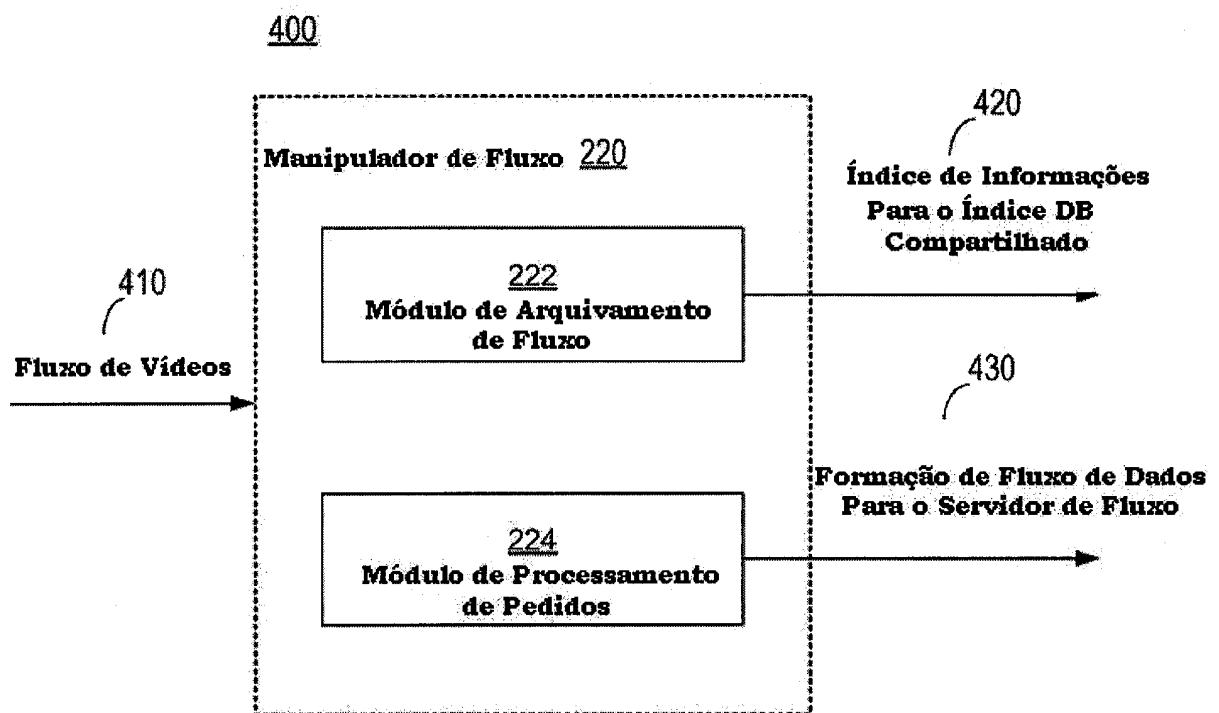 400
Manipulador de Fluxo 220
420
Índice de Informações
Para o Índice DB
Compartilhado
222
Módulo de Arquivamento
de Fluxo
410
Fluxo de Vídeos
430
Formação de Fluxo de Dados
Para o Servidor de Fluxo
224
Módulo de Processamento
de Pedidos